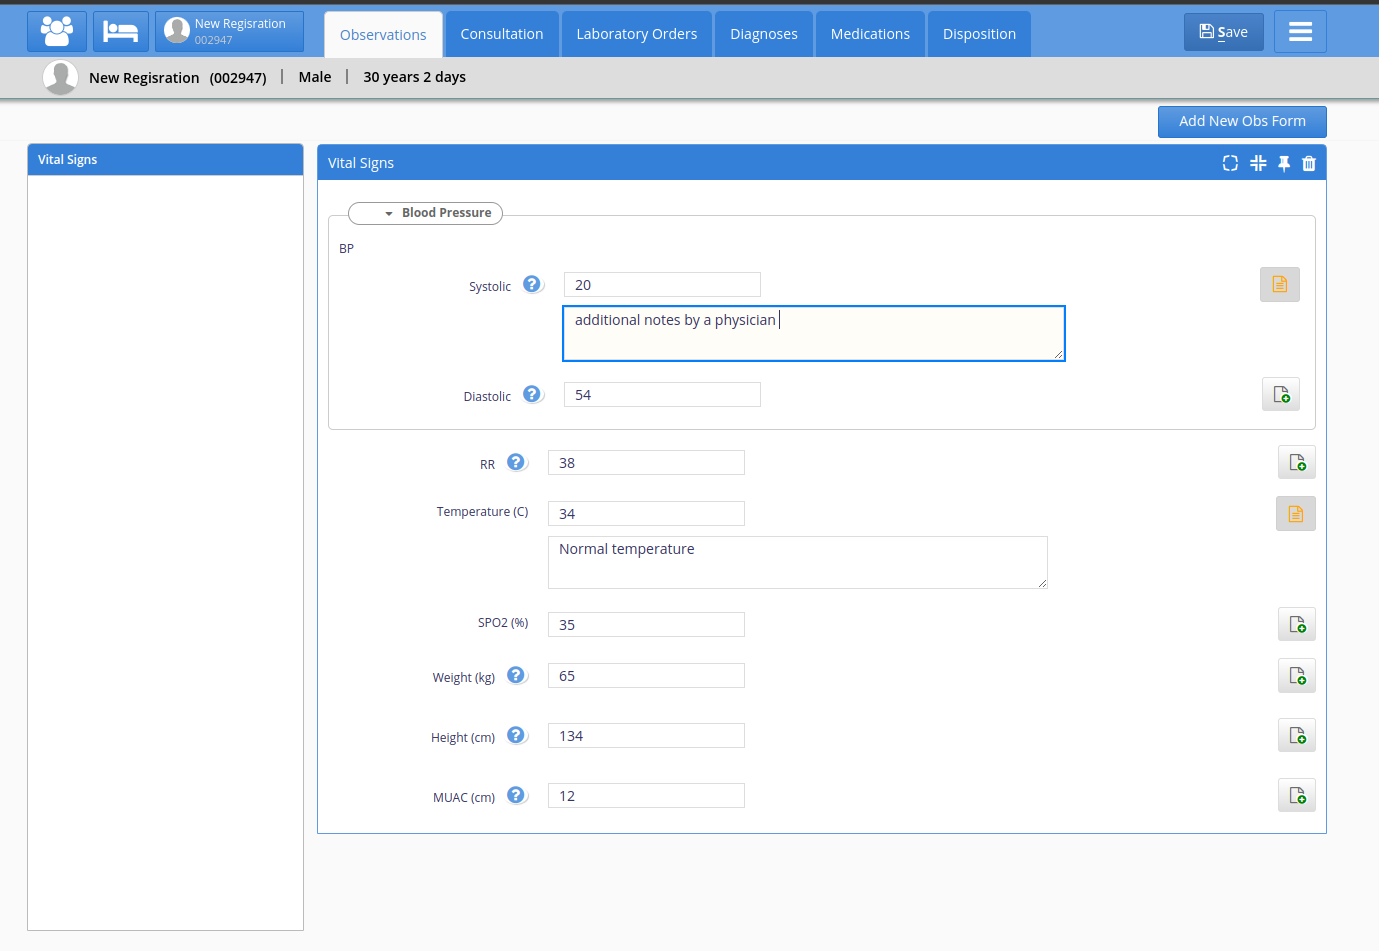 New Regisration
002947
Observations
Consultation
Laboratory Orders
Diagnoses
Medications
Disposition
Save
New Regisration (002947) | Male | 30 years 2 days
Add New Obs Form
Vital Signs
Vital Signs
Blood Pressure
BP
Systolic ? 20
additional notes by a physician
Diastolic ? 54
RR ? 38
Temperature (C) 34
Normal temperature
SPO2 (%) 35
Weight (kg) ? 65
Height (cm) ? 134
MUAC (cm) ? 12